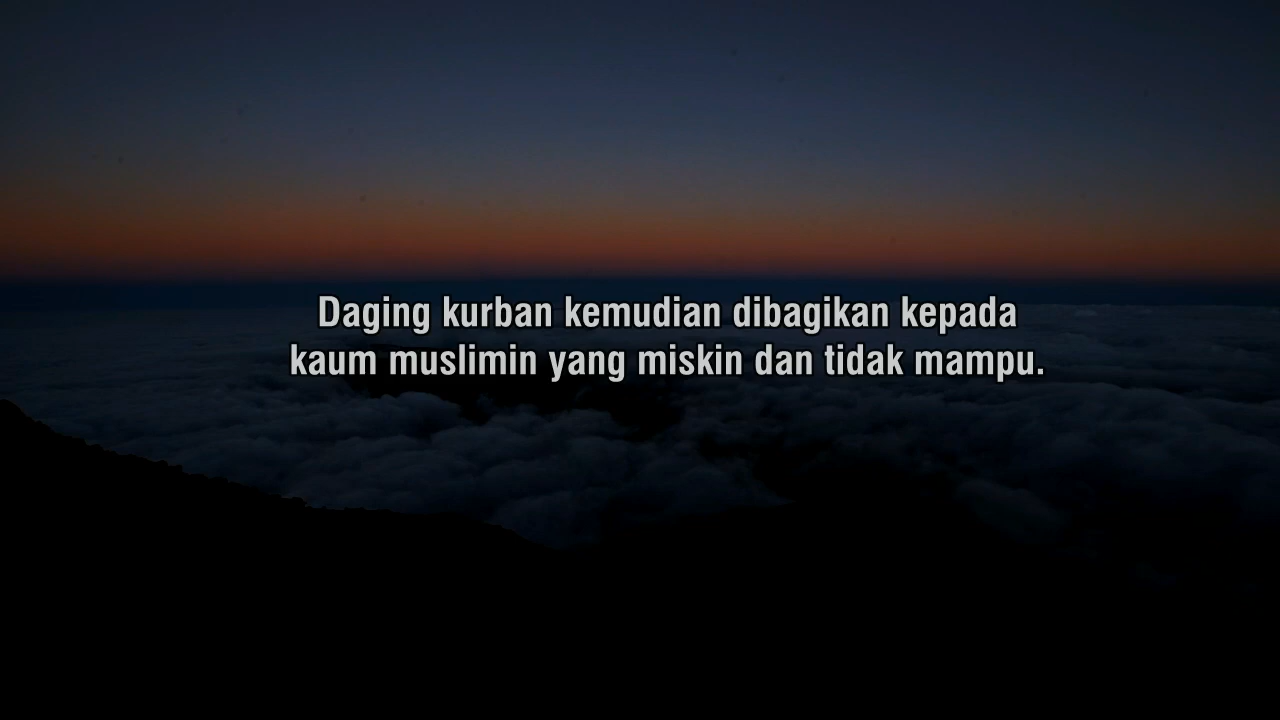 Daging kurban kemudian dibagikan kepada
kaum muslimin yang miskin dan tidak mampu.